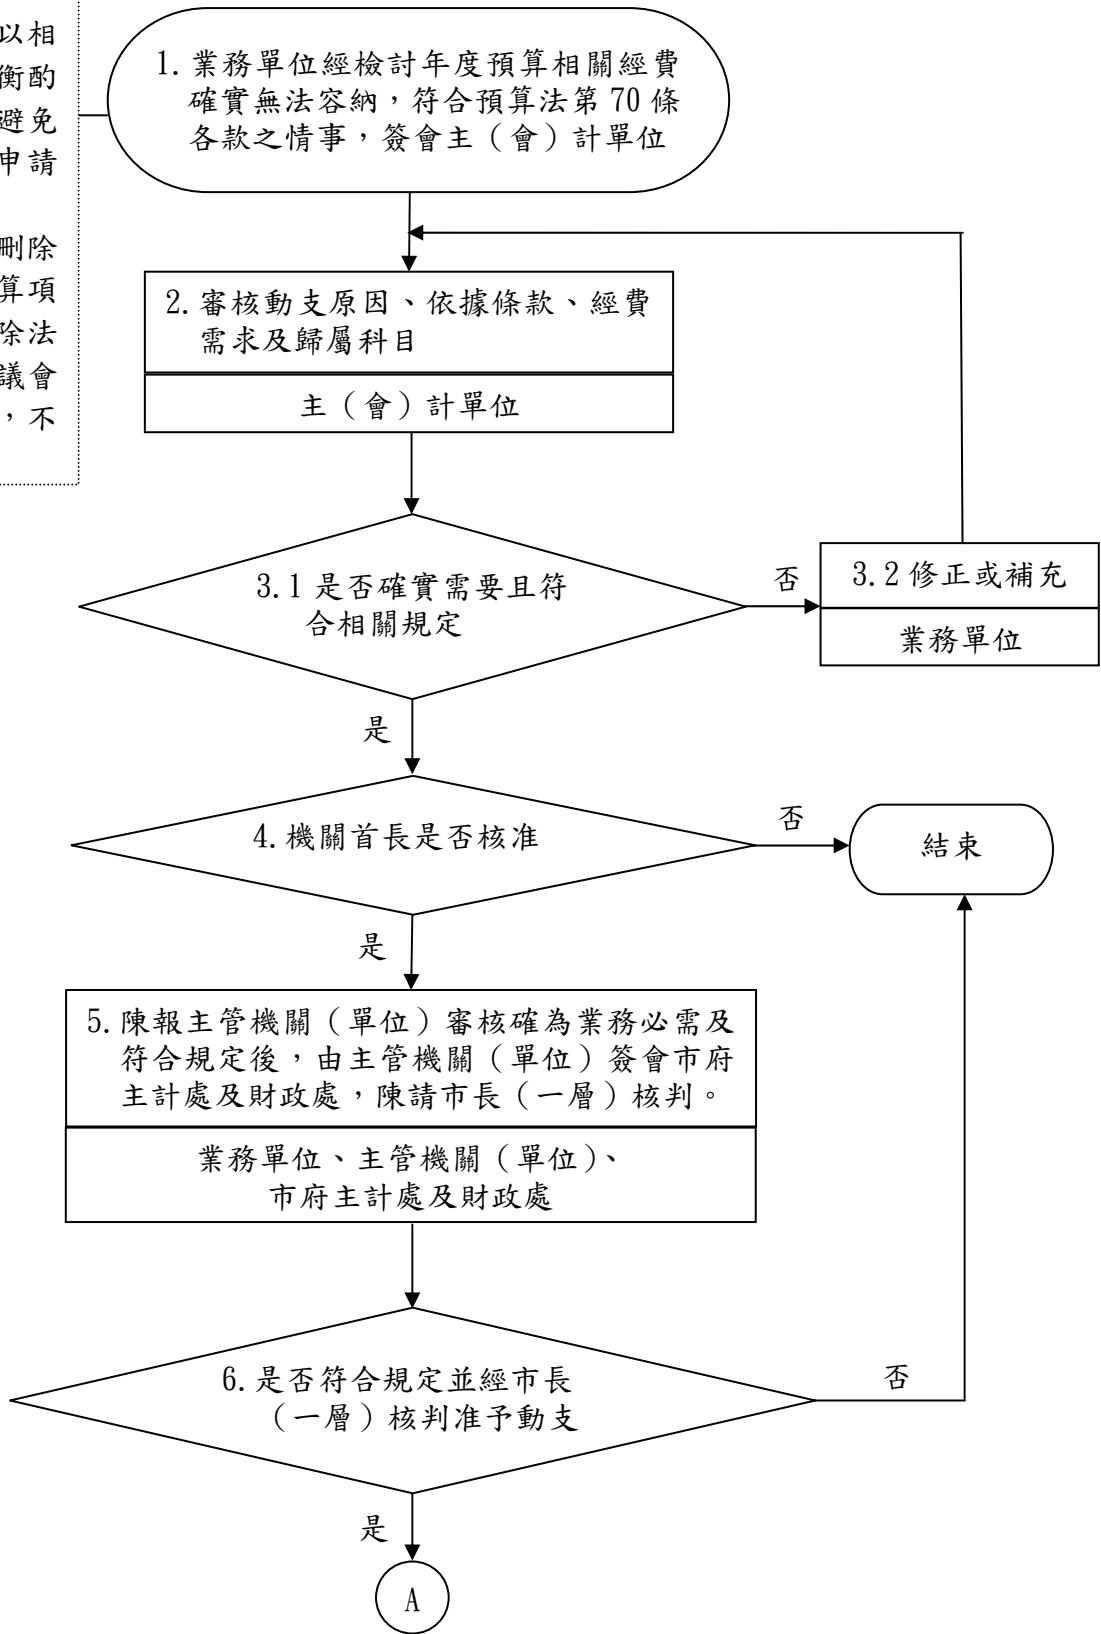 以相
衡酌
避免
申請
刪除
算項
除法
議會
，不
1.業務單位經檢討年度預算相關經費
確實無法容納，符合預算法第 70 條
各款之情事，簽會主（會）計單位
2.審核動支原因、依據條款、經費
需求及歸屬科目
主（會）計單位
3.1 是否確實需要且符
合相關規定
否
3.2 修正或補充
業務單位
是
4.機關首長是否核准
否
結束
是
5.陳報主管機關（單位）審核確為業務必需及
符合規定後，由主管機關（單位）簽會市府
主計處及財政處，陳請市長（一層）核判。
業務單位、主管機關（單位）、
市府主計處及財政處
6.是否符合規定並經市長
（一層）核判准予動支
否
是
A